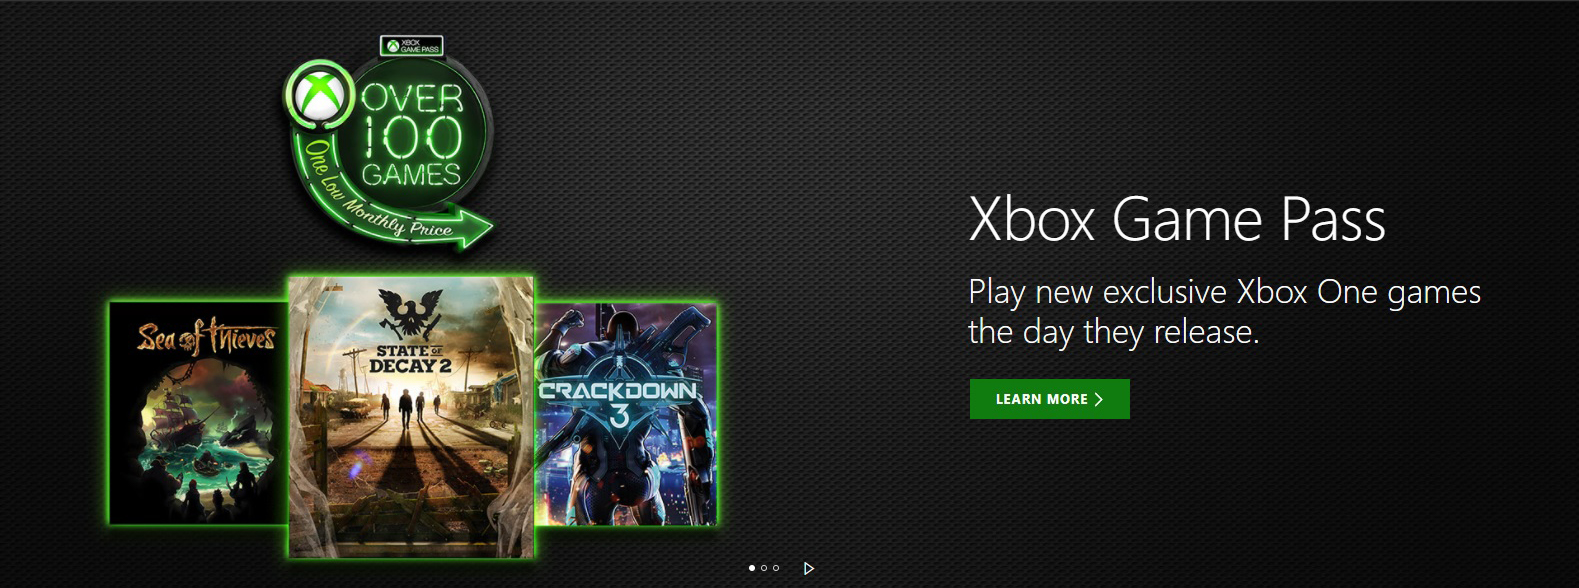 XBOX
GAME PASS
OVER
100
GAMES
One Low Monthly Price
Sea of Thieves
STATE OF
DECAY 2
CRACKDOWN
3
Xbox Game Pass
Play new exclusive Xbox One games
the day they release.
LEARN MORE